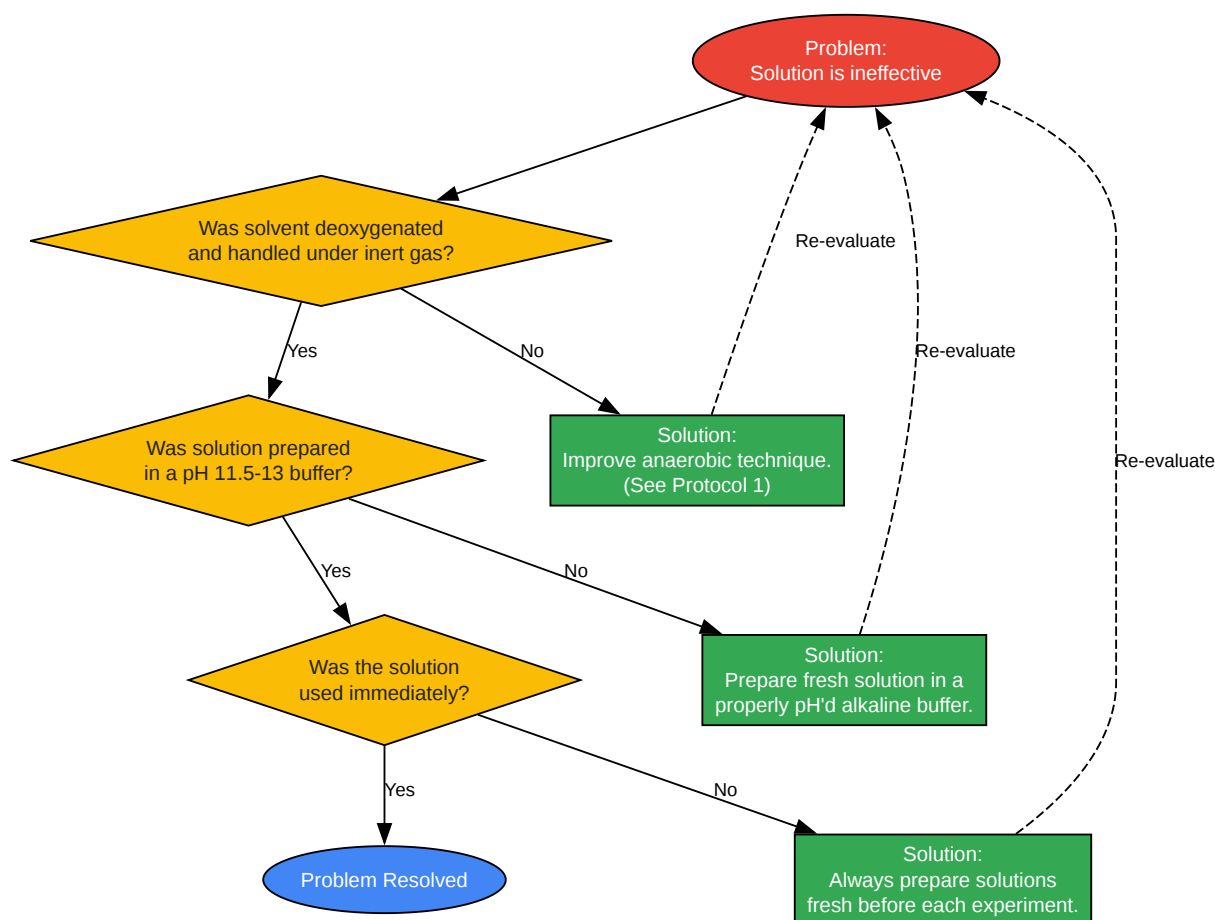 Problem:
Solution is ineffective
Was solvent deoxygenated
and handled under inert gas?
Re-evaluate
Yes
No
Re-evaluate
Was solution prepared
in a pH 11.5-13 buffer?
Solution:
Improve anaerobic technique.
(See Protocol 1)
Re-evaluate
Yes
No
Was the solution
used immediately?
Solution:
Prepare fresh solution in a
properly pH'd alkaline buffer.
Yes
No
Problem Resolved
Solution:
Always prepare solutions
fresh before each experiment.